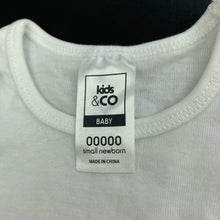 kids
&CO
BABY
00000
small newborn
MADE IN CHINA